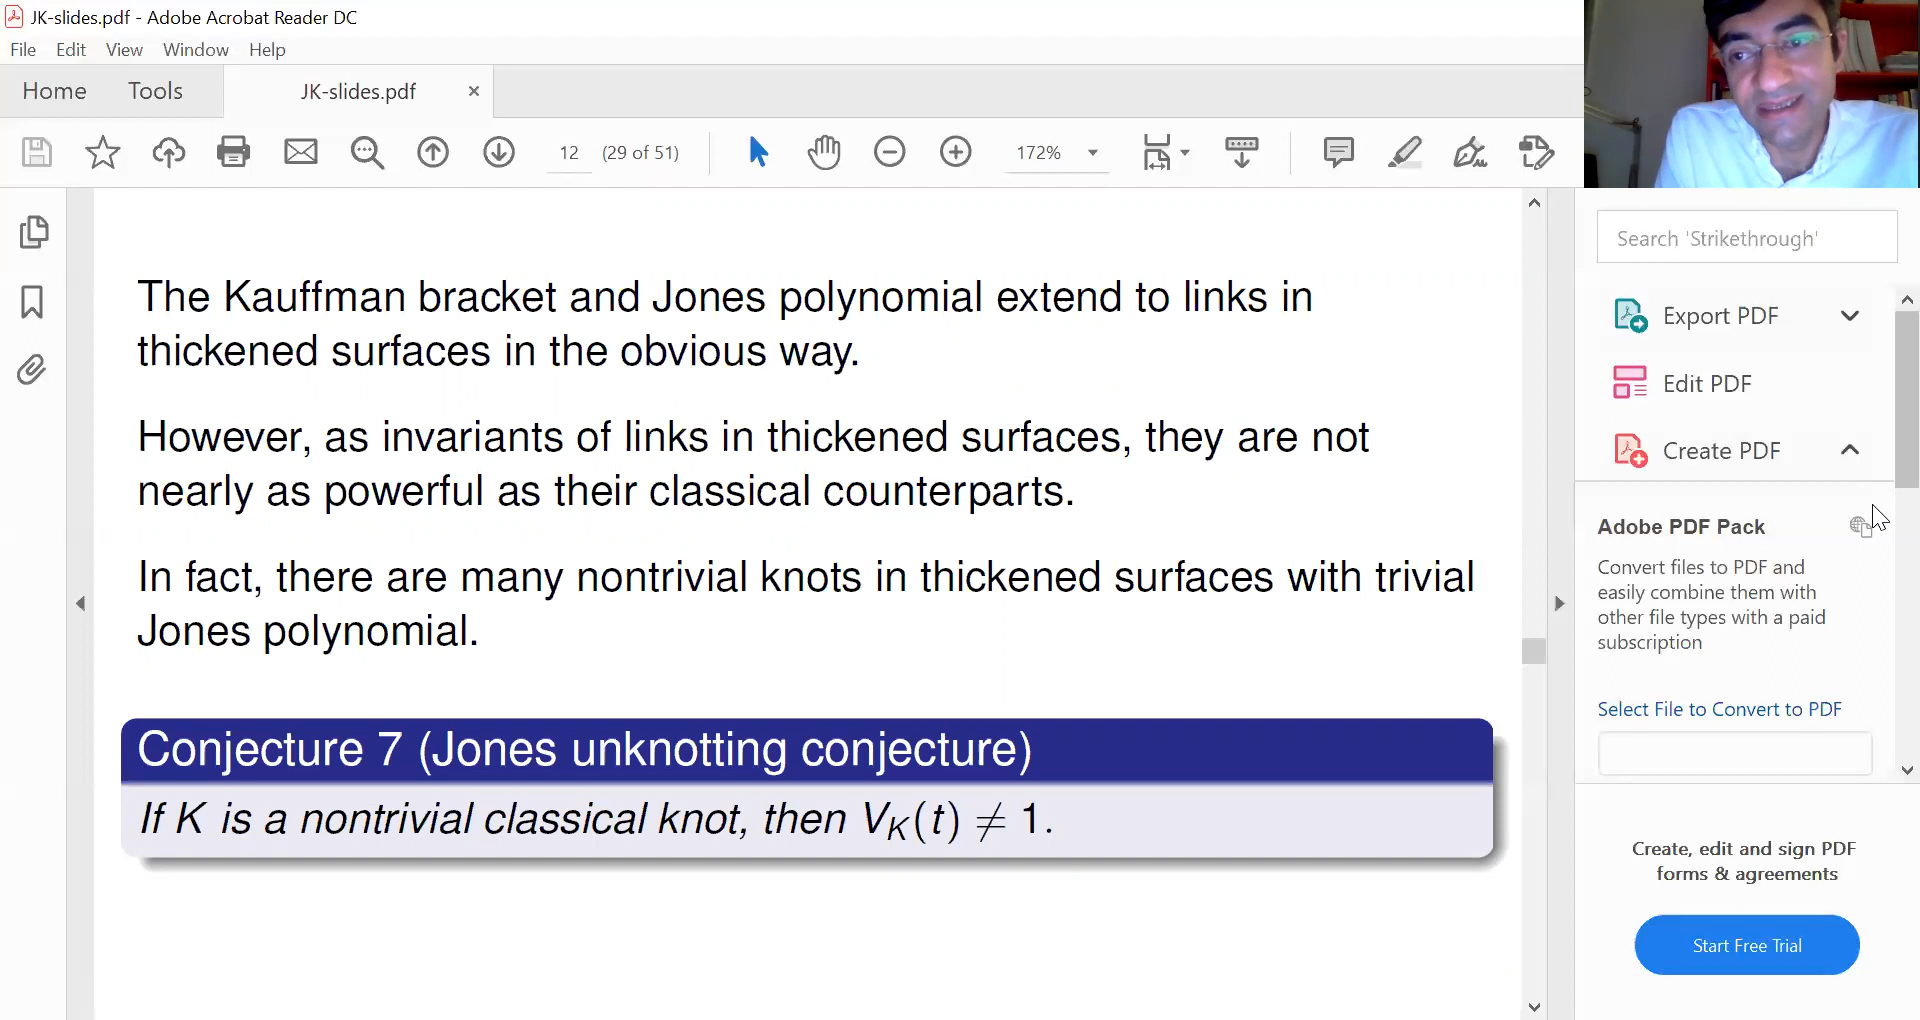 JK-slides.pdf - Adobe Acrobat Reader DC
File Edit View Window Help
Home Tools JK-slides.pdf ×
12 (29 of 51) 172%
The Kauffman bracket and Jones polynomial extend to links in
thickened surfaces in the obvious way.
However, as invariants of links in thickened surfaces, they are not
nearly as powerful as their classical counterparts.
In fact, there are many nontrivial knots in thickened surfaces with trivial
Jones polynomial.
Conjecture 7 (Jones unknotting conjecture)
If K is a nontrivial classical knot, then V_K(t) ≠ 1.
Search 'Strikethrough'
Export PDF
Edit PDF
Create PDF
Adobe PDF Pack
Convert files to PDF and
easily combine them with
other file types with a paid
subscription
Select File to Convert to PDF
Create, edit and sign PDF
forms & agreements
Start Free Trial